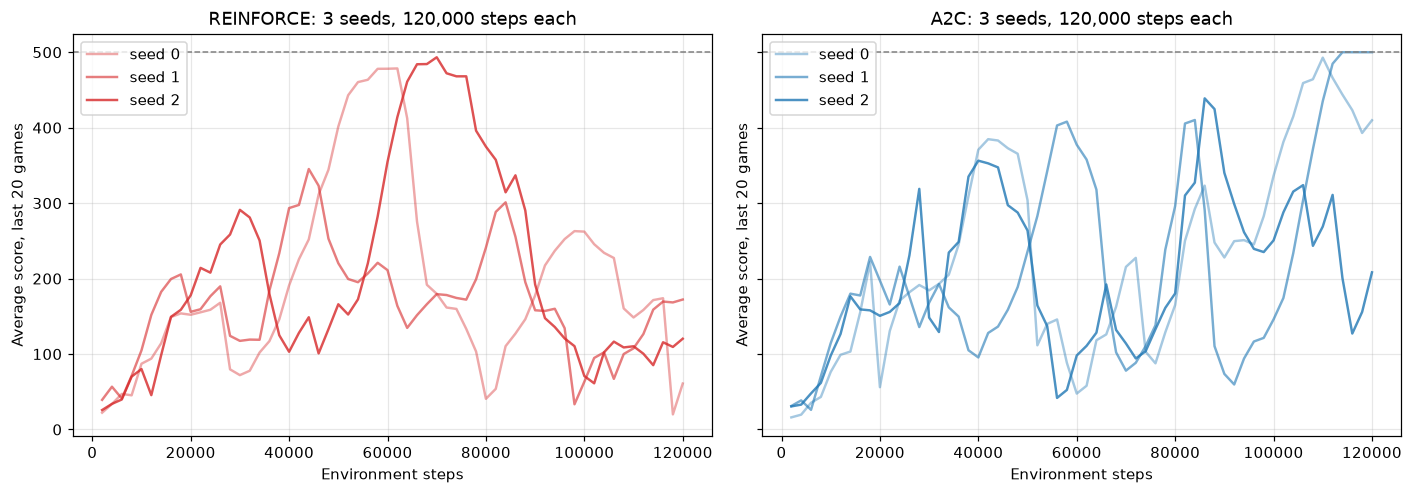 REINFORCE: 3 seeds, 120,000 steps each
500
400
300
200
100
0
Average score, last 20 games
seed 0
seed 1
seed 2
0 20000 40000 60000 80000 100000 120000
Environment steps
A2C: 3 seeds, 120,000 steps each
Average score, last 20 games
seed 0
seed 1
seed 2
0 20000 40000 60000 80000 100000 120000
Environment steps